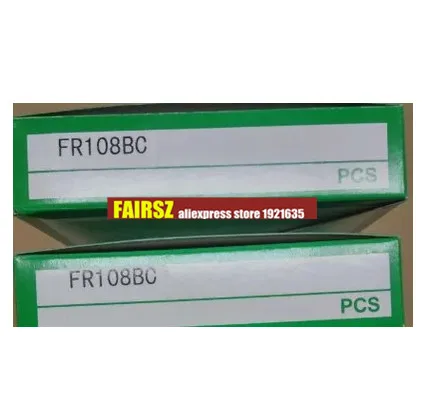 FR108BC
PCS
FAIRSZ aliexpress store 1921635
FR108BC
PCS